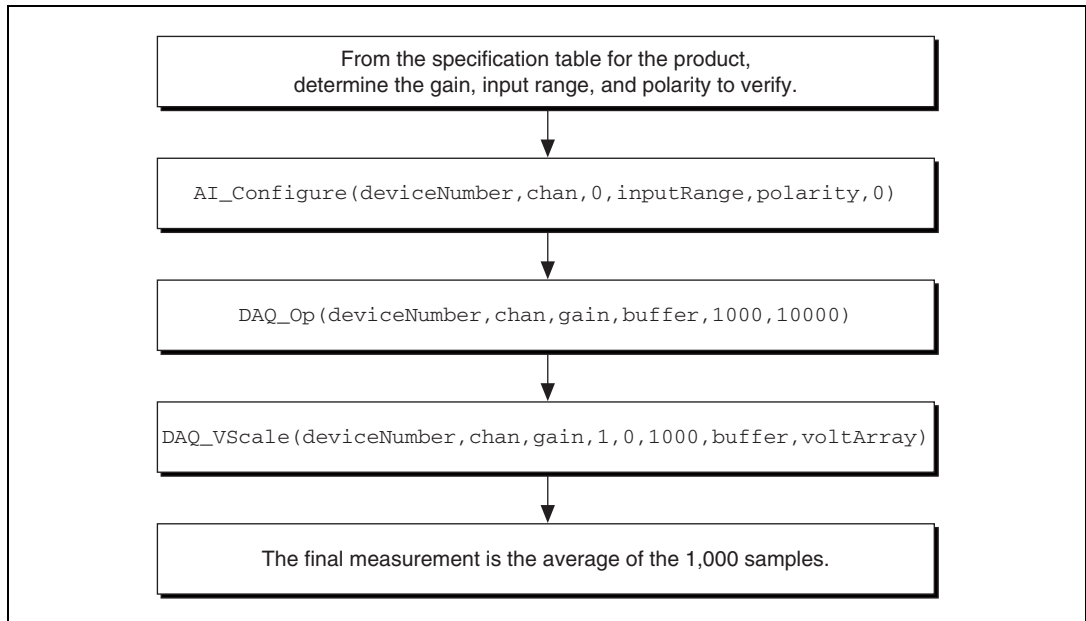 From the specification table for the product,
determine the gain, input range, and polarity to verify.
AI_Configure(deviceNumber,chan,0,inputRange,polarity,0)
DAQ_Op(deviceNumber,chan,gain,buffer,1000,10000)
DAQ_VScale(deviceNumber,chan,gain,1,0,1000,buffer,voltArray)
The final measurement is the average of the 1,000 samples.